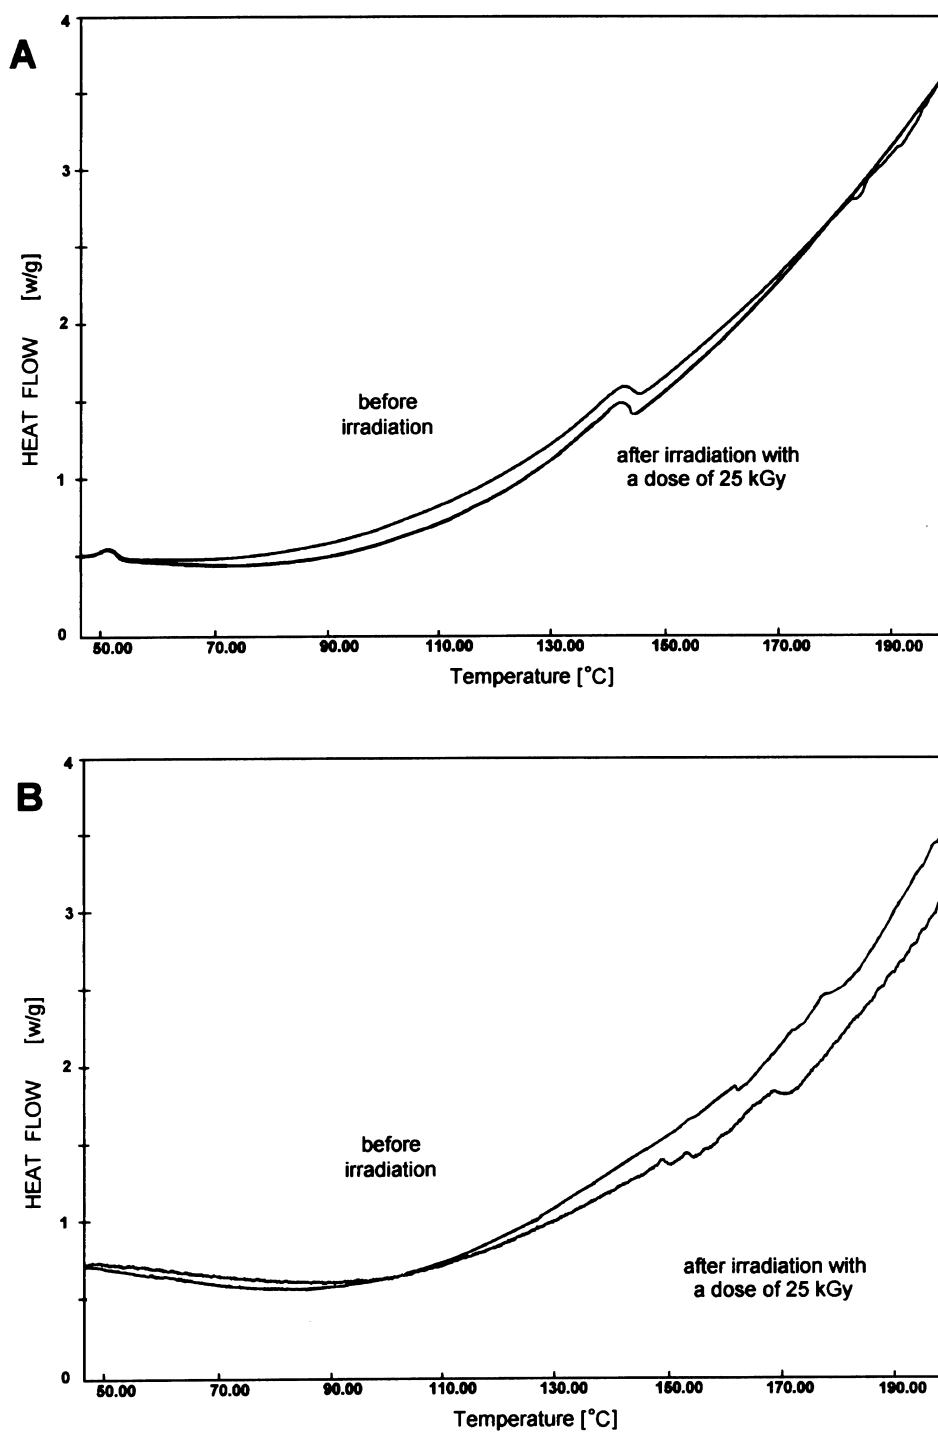 A
4
3
2
1
0
HEAT FLOW [w/g]
before
irradiation
after irradiation with
a dose of 25 kGy
50.00 70.00 90.00 110.00 130.00 150.00 170.00 190.00
Temperature [°C]
B
4
3
2
1
0
HEAT FLOW [w/g]
before
irradiation
after irradiation with
a dose of 25 kGy
50.00 70.00 90.00 110.00 130.00 150.00 170.00 190.00
Temperature [°C]